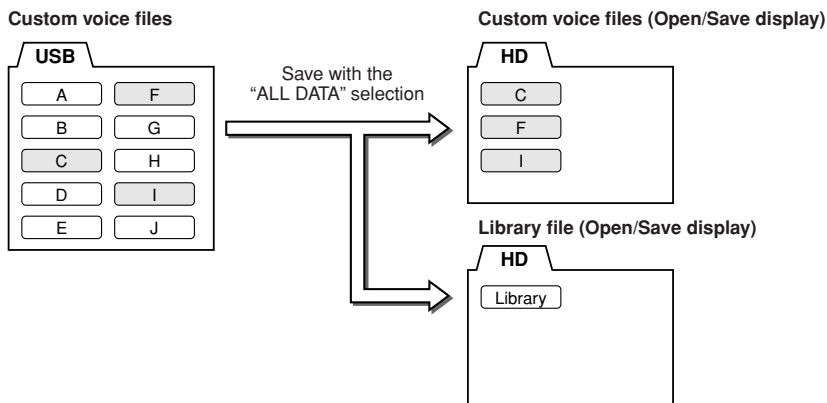 Custom voice files
USB
A
F
B
G
C
H
D
I
E
J
Save with the
“ALL DATA” selection
Custom voice files (Open/Save display)
HD
C
F
I
Library file (Open/Save display)
HD
Library